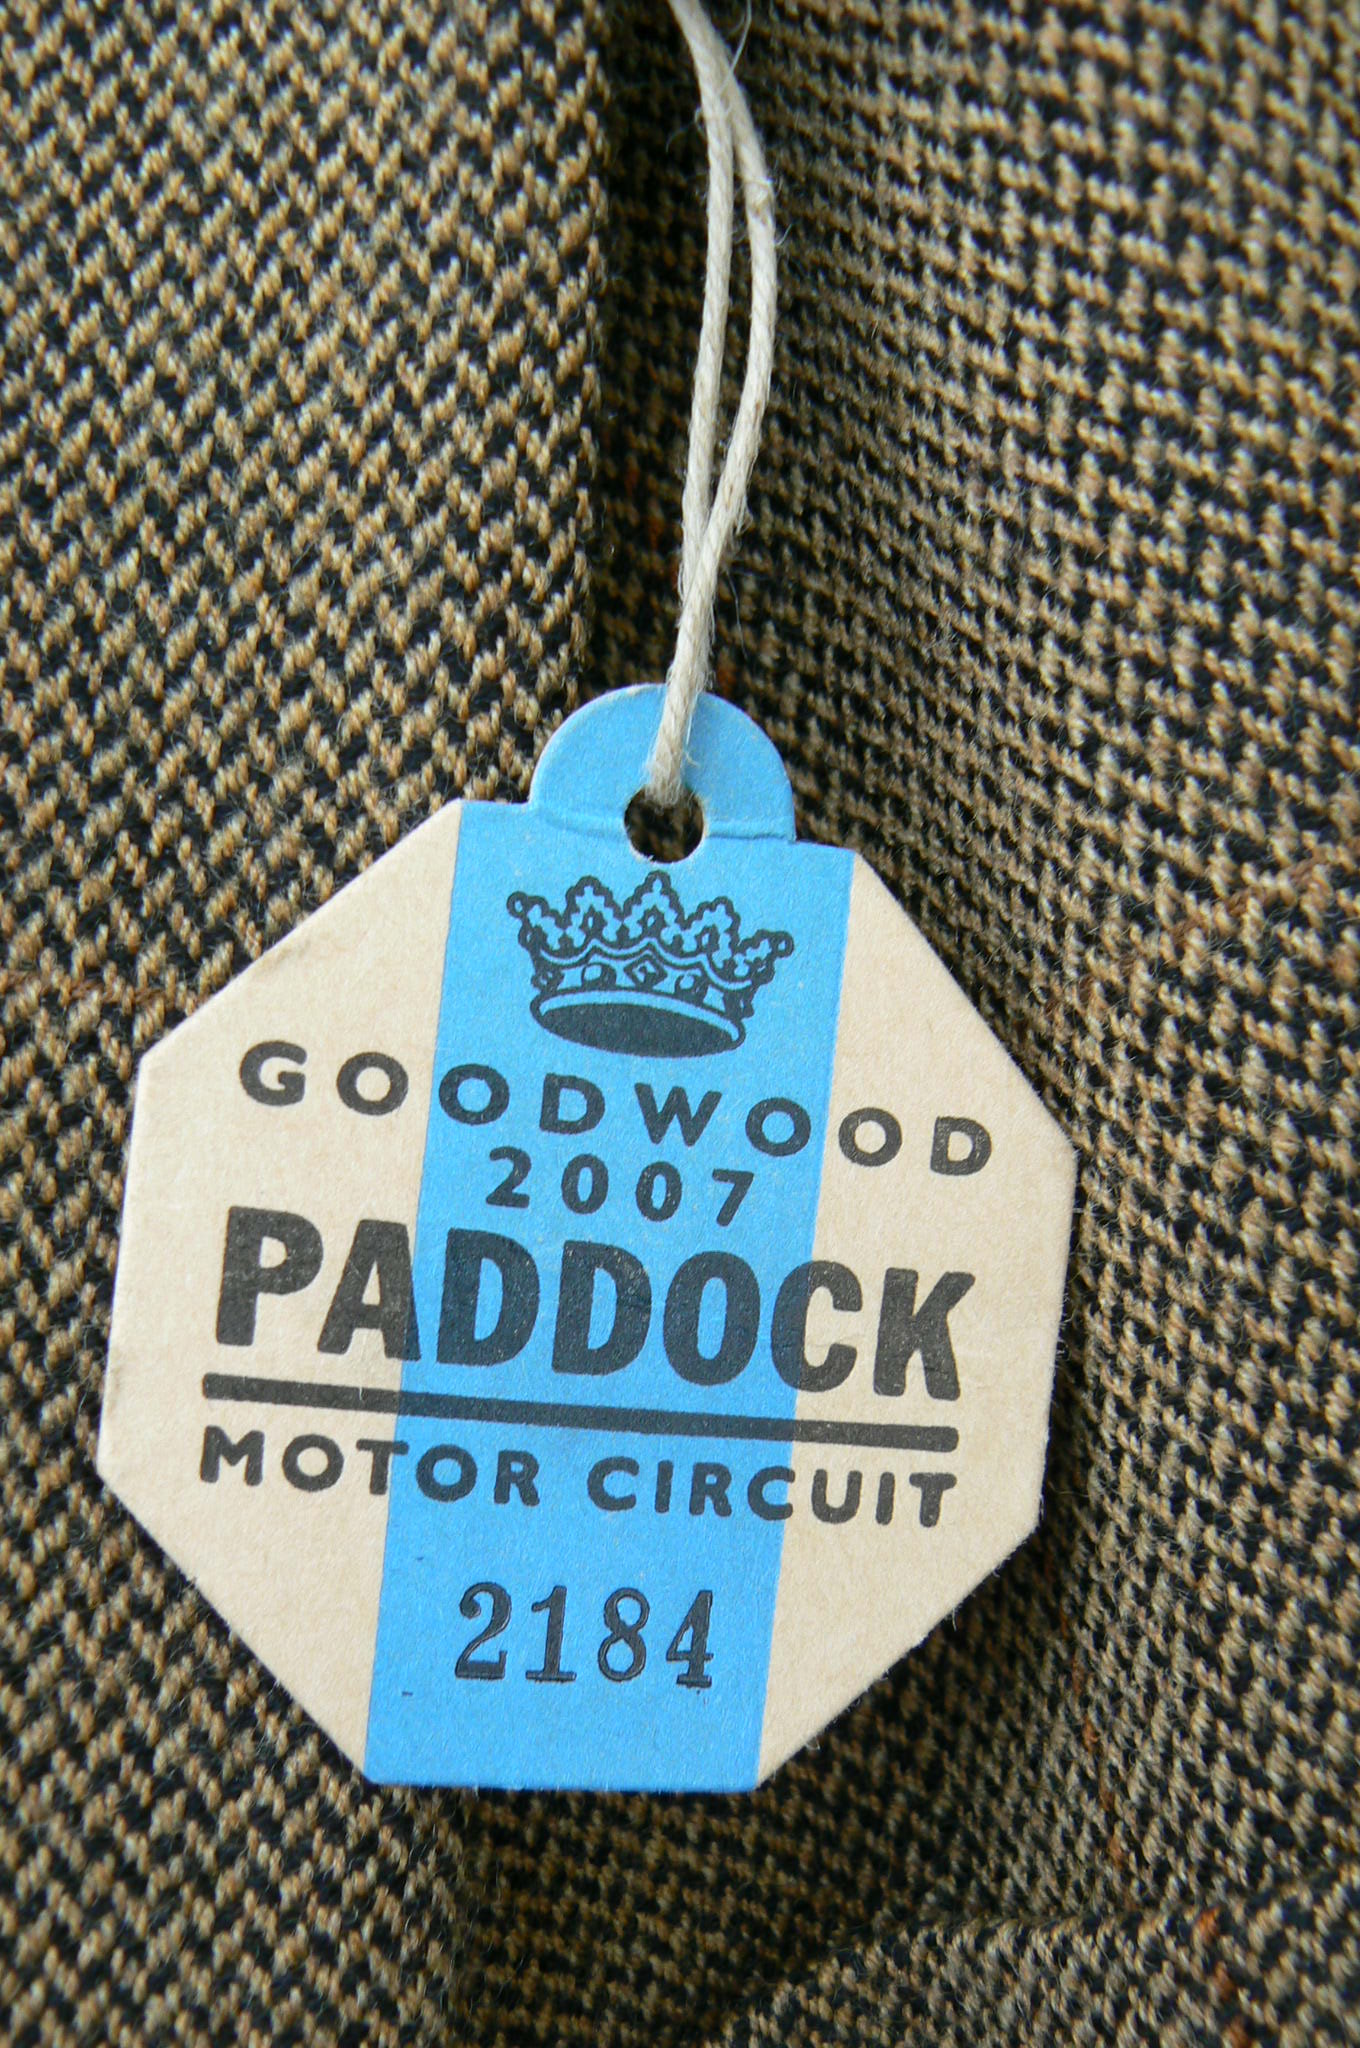 GOODWOOD
2007
PADDOCK
MOTOR CIRCUIT
2184